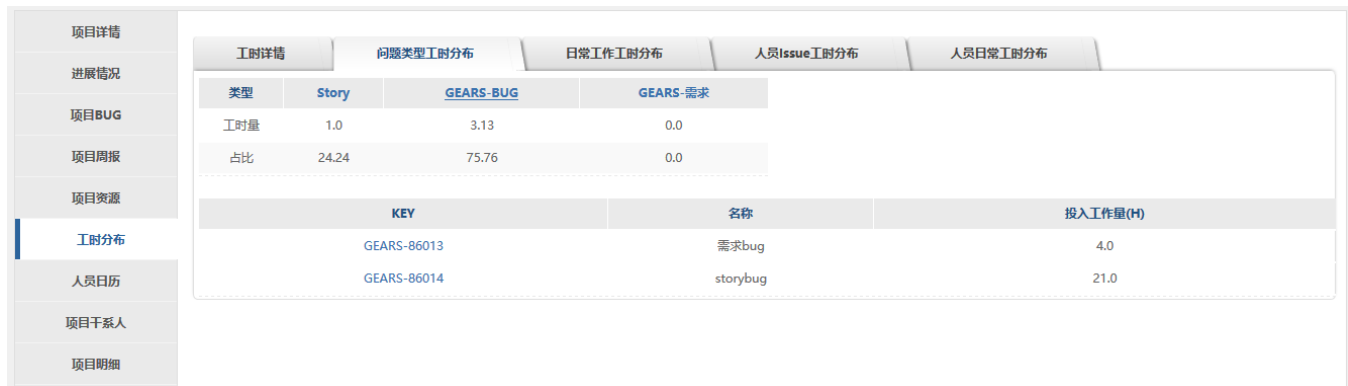 项目详情
进展情况
项目BUG
项目周报
项目资源
工时分布
人员日历
项目干系人
项目明细
工时详情 问题类型工时分布 日常工作工时分布 人员Issue工时分布 人员日常工时分布
类型 Story GEARS-BUG GEARS-需求
工时量 1.0 3.13 0.0
占比 24.24 75.76 0.0
KEY 名称 投入工作量(H)
GEARS-86013 需求bug 4.0
GEARS-86014 storybug 21.0